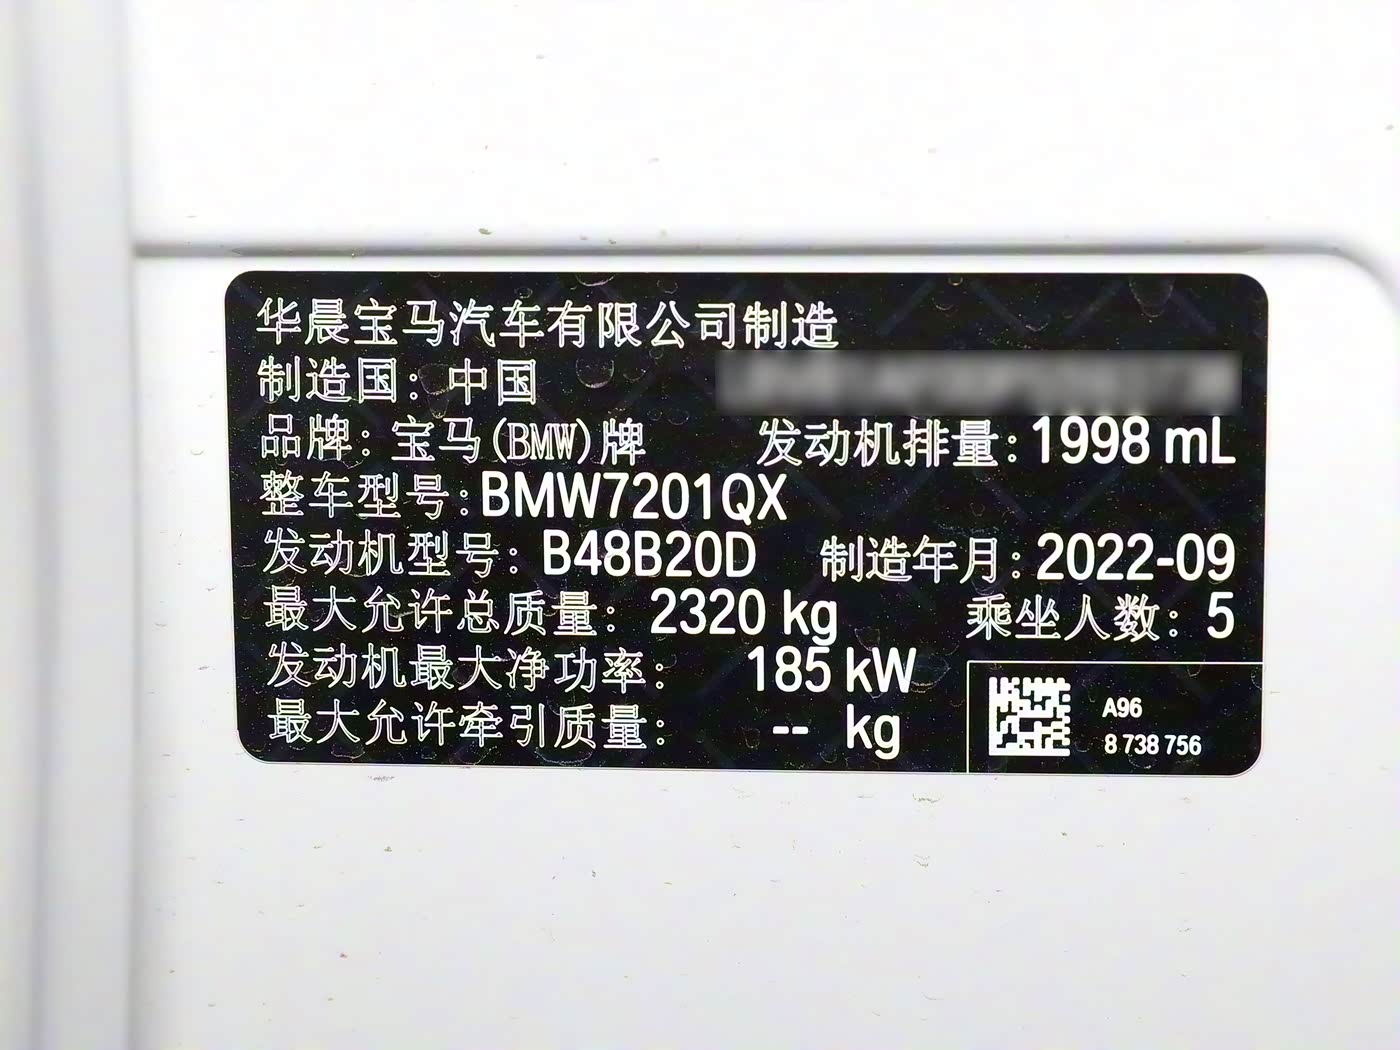 华晨宝马汽车有限公司制造
制造国：中国
品牌：宝马(BMW)牌 发动机排量：1998 mL
整车型号：BMW7201QX
发动机型号：B48B20D 制造年月：2022-09
最大允许总质量：2320 kg 乘坐人数：5
发动机最大净功率：185 kW
最大允许牵引质量：-- kg
A96
8 738 756